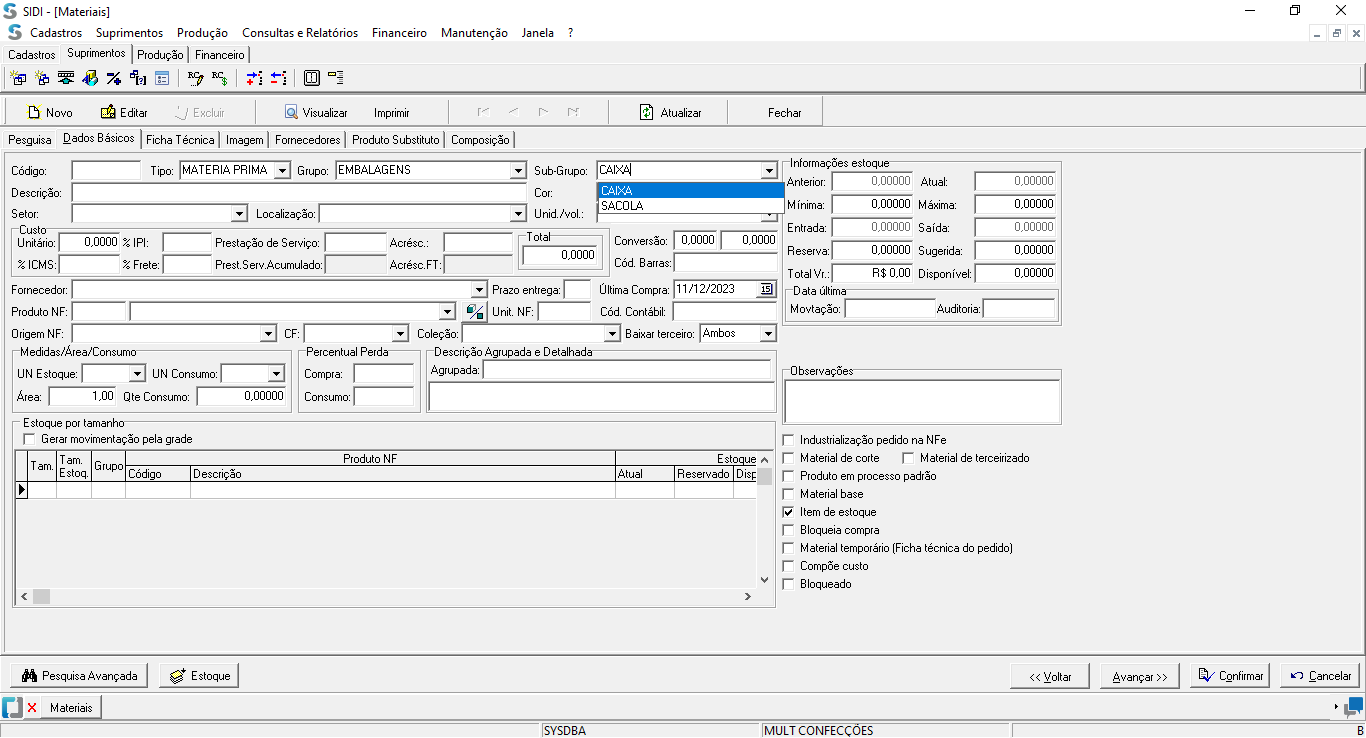 SIDI - [Materiais]
Cadastros Suprimentos Produção Consultas e Relatórios Financeiro Manutenção Janela ?
Cadastros Suprimentos Produção Financeiro
Novo Editar Excluir Visualizar Imprimir Atualizar Fechar
Pesquisa Dados Básicos Ficha Técnica Imagem Fornecedores Produto Substituto Composição
Código: Tipo: MATERIA PRIMA Grupo: EMBALAGENS Sub-Grupo: CAIXA
Descrição: Cor: CAIXA
SACOLA
Setor: Localização: Unid./vol.:
Informações estoque
Anterior: 0,00000 Atual: 0,00000
Mínima: 0,00000 Máxima: 0,00000
Entrada: 0,00000 Saída: 0,00000
Reserva: 0,00000 Sugerida: 0,00000
Total Vr.: R$ 0,00 Disponível: 0,00000
Data última
Movtação: Auditoria:
Custo
Unitário: 0,0000 % IPI: Prestação de Serviço: Acrésc.:
% ICMS: % Frete: Prest.Serv.Acumulado: Acrésc.FT:
Total
0,0000
Conversão: 0,0000 0,0000
Cód. Barras:
Fornecedor: Prazo entrega: Última Compra: 11/12/2023 15
Produto NF: Unit. NF: Cód. Contábil:
Origem NF: CF: Coleção: Baixar terceiro: Ambos
Medidas/Área/Consumo
UN Estoque: UN Consumo:
Área: 1,00 Qte Consumo: 0,00000
Percentual Perda
Compra:
Consumo:
Descrição Agrupada e Detalhada
Agrupada:
Observações
Estoque por tamanho
Gerar movimentação pela grade
Tam. Tam. Estoq. Grupo Produto NF Estoque
Código Descrição Atual Reservado Disp
Industrialização pedido na NFe
Material de corte Material de terceirizado
Produto em processo padrão
Material base
Item de estoque
Bloqueia compra
Material temporário (Ficha técnica do pedido)
Compõe custo
Bloqueado
Pesquisa Avançada Estoque << Voltar Avançar >> Confirmar Cancelar
Materiais
SYSDBA MULT CONFECÇÕES B